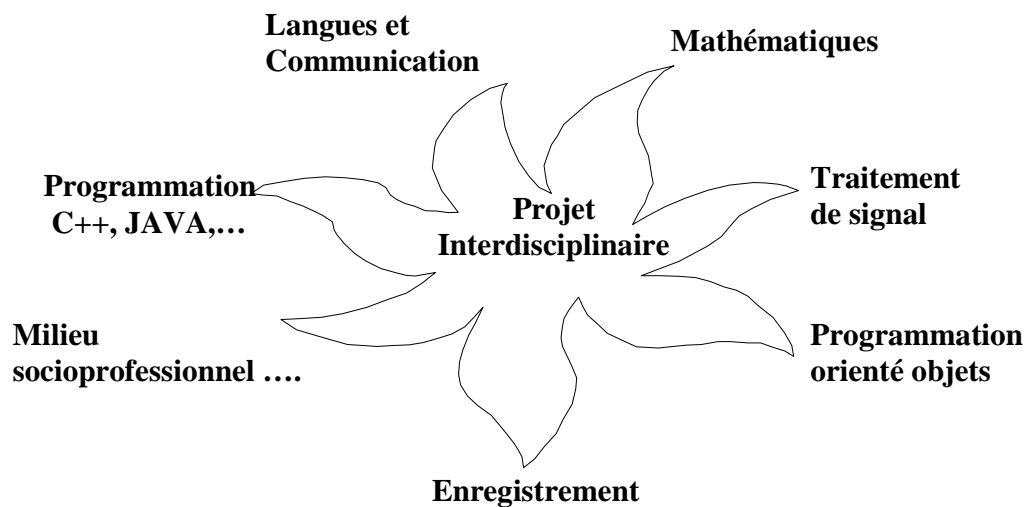 Langues et
Communication
Mathématiques
Programmation
C++, JAVA,…
Projet
Interdisciplinaire
Traitement
de signal
Milieu
socioprofessionnel ….
Programmation
orienté objets
Enregistrement